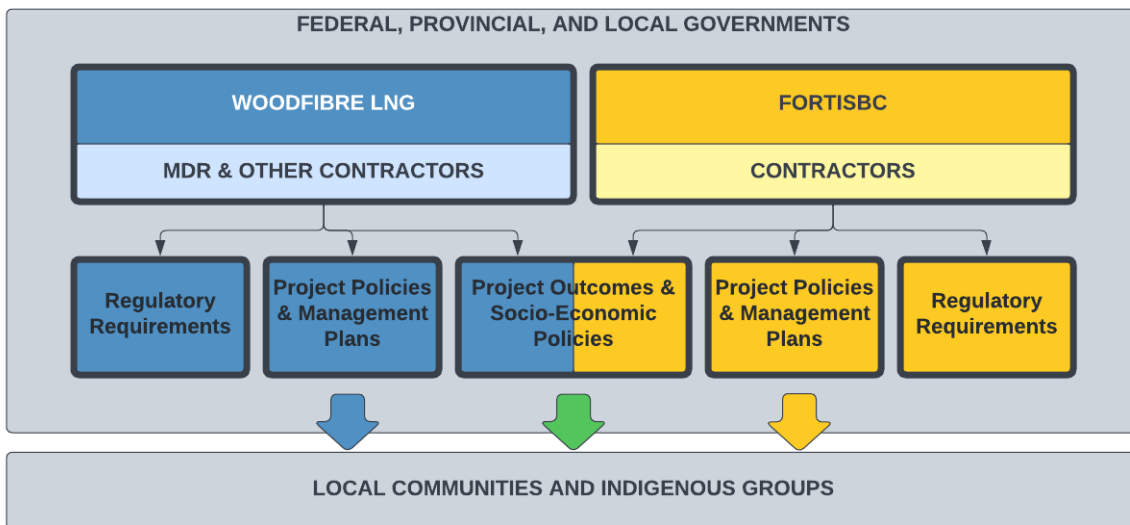 FEDERAL, PROVINCIAL, AND LOCAL GOVERNMENTS
WOODFIBRE LNG
MDR & OTHER CONTRACTORS
FORTISBC
CONTRACTORS
Regulatory
Requirements
Project Policies
& Management
Plans
Project Outcomes &
Socio-Economic
Policies
Project Policies
& Management
Plans
Regulatory
Requirements
LOCAL COMMUNITIES AND INDIGENOUS GROUPS